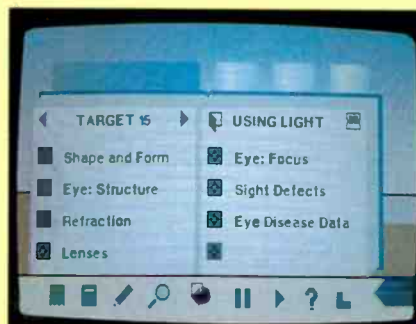 TARGET 15
Shape and Form
Eye: Structure
Refraction
Lenses
USING LIGHT
Eye: Focus
Sight Defects
Eye Disease Data
?